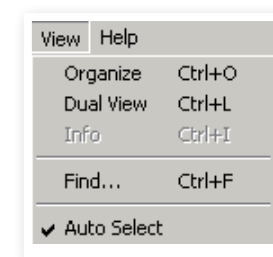 View Help
Organize Ctrl+O
Dual View Ctrl+L
Info Ctrl+I
Find... Ctrl+F
Auto Select